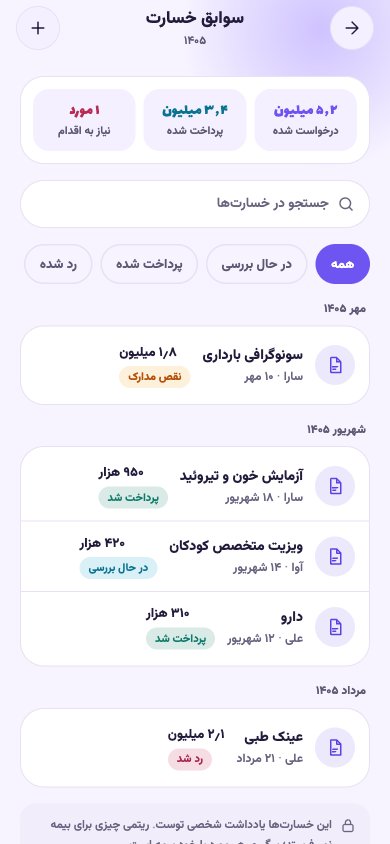 سوابق خسارت
۱۴۰۵
۵٫۲ میلیون
درخواست شده
۳٫۴ میلیون
پرداخت شده
۱ مورد
نیاز به اقدام
جستجو در خسارت‌ها
همه
در حال بررسی
پرداخت شده
رد شده
مهر ۱۴۰۵
سونوگرافی بارداری
۱٫۸ میلیون
سارا · ۱۰ مهر
نقص مدارک
شهریور ۱۴۰۵
آزمایش خون و تیروئید
۹۵۰ هزار
سارا · ۱۸ شهریور
پرداخت شد
ویزیت متخصص کودکان
۴۲۰ هزار
آوا · ۱۴ شهریور
در حال بررسی
دارو
۳۱۰ هزار
علی · ۱۲ شهریور
پرداخت شد
مرداد ۱۴۰۵
عینک طبی
۲٫۱ میلیون
علی · ۲۱ مرداد
رد شد
این خسارت‌ها یادداشت شخصی توست. ریتمی چیزی برای بیمه